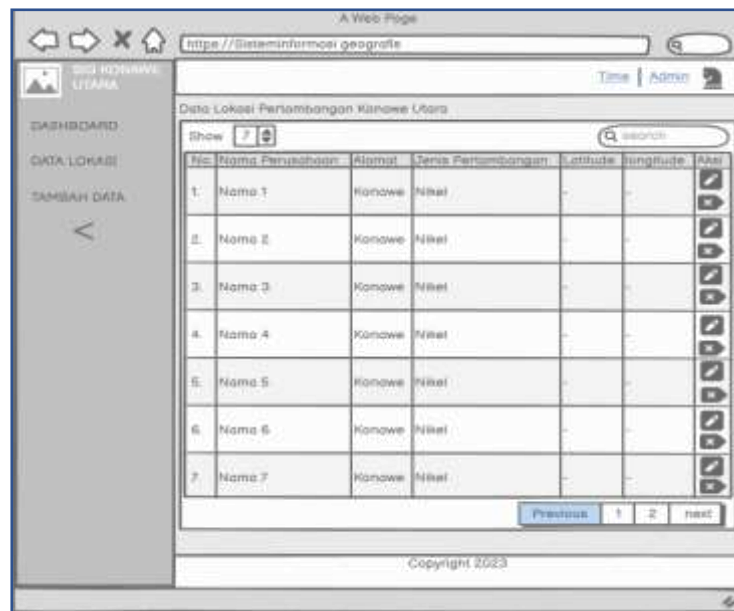 A Web Page
https://Sisteminformasi geografis
SIG KONAWE
UTARA
Time | Admin
DASHBOARD
DATA LOKASI
TAMBAH DATA
<
Data Lokasi Pertambangan Konawe Utara
Show 7 search
No. Nama Perusahaan Alamat Jenis Pertambangan Latitude longitude Aksi
1. Nama 1 Konawe Nikel - -
2. Nama 2 Konawe Nikel - -
3. Nama 3 Konawe Nikel - -
4. Nama 4 Konawe Nikel - -
5. Nama 5 Konawe Nikel - -
6. Nama 6 Konawe Nikel - -
7. Nama 7 Konawe Nikel - -
Previous 1 2 next
Copyright 2023